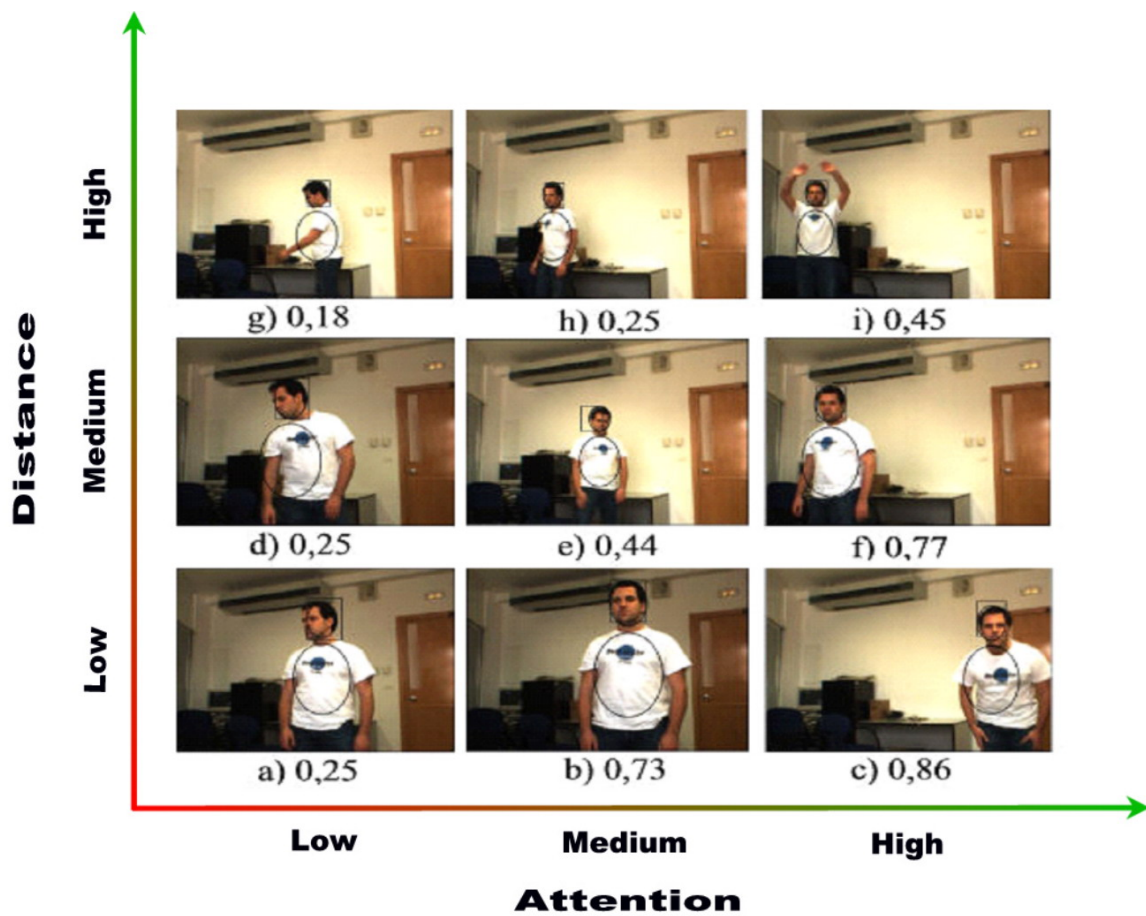 High
g) 0,18
h) 0,25
i) 0,45
Distance
Medium
d) 0,25
e) 0,44
f) 0,77
Low
a) 0,25
b) 0,73
c) 0,86
Low
Medium
High
Attention